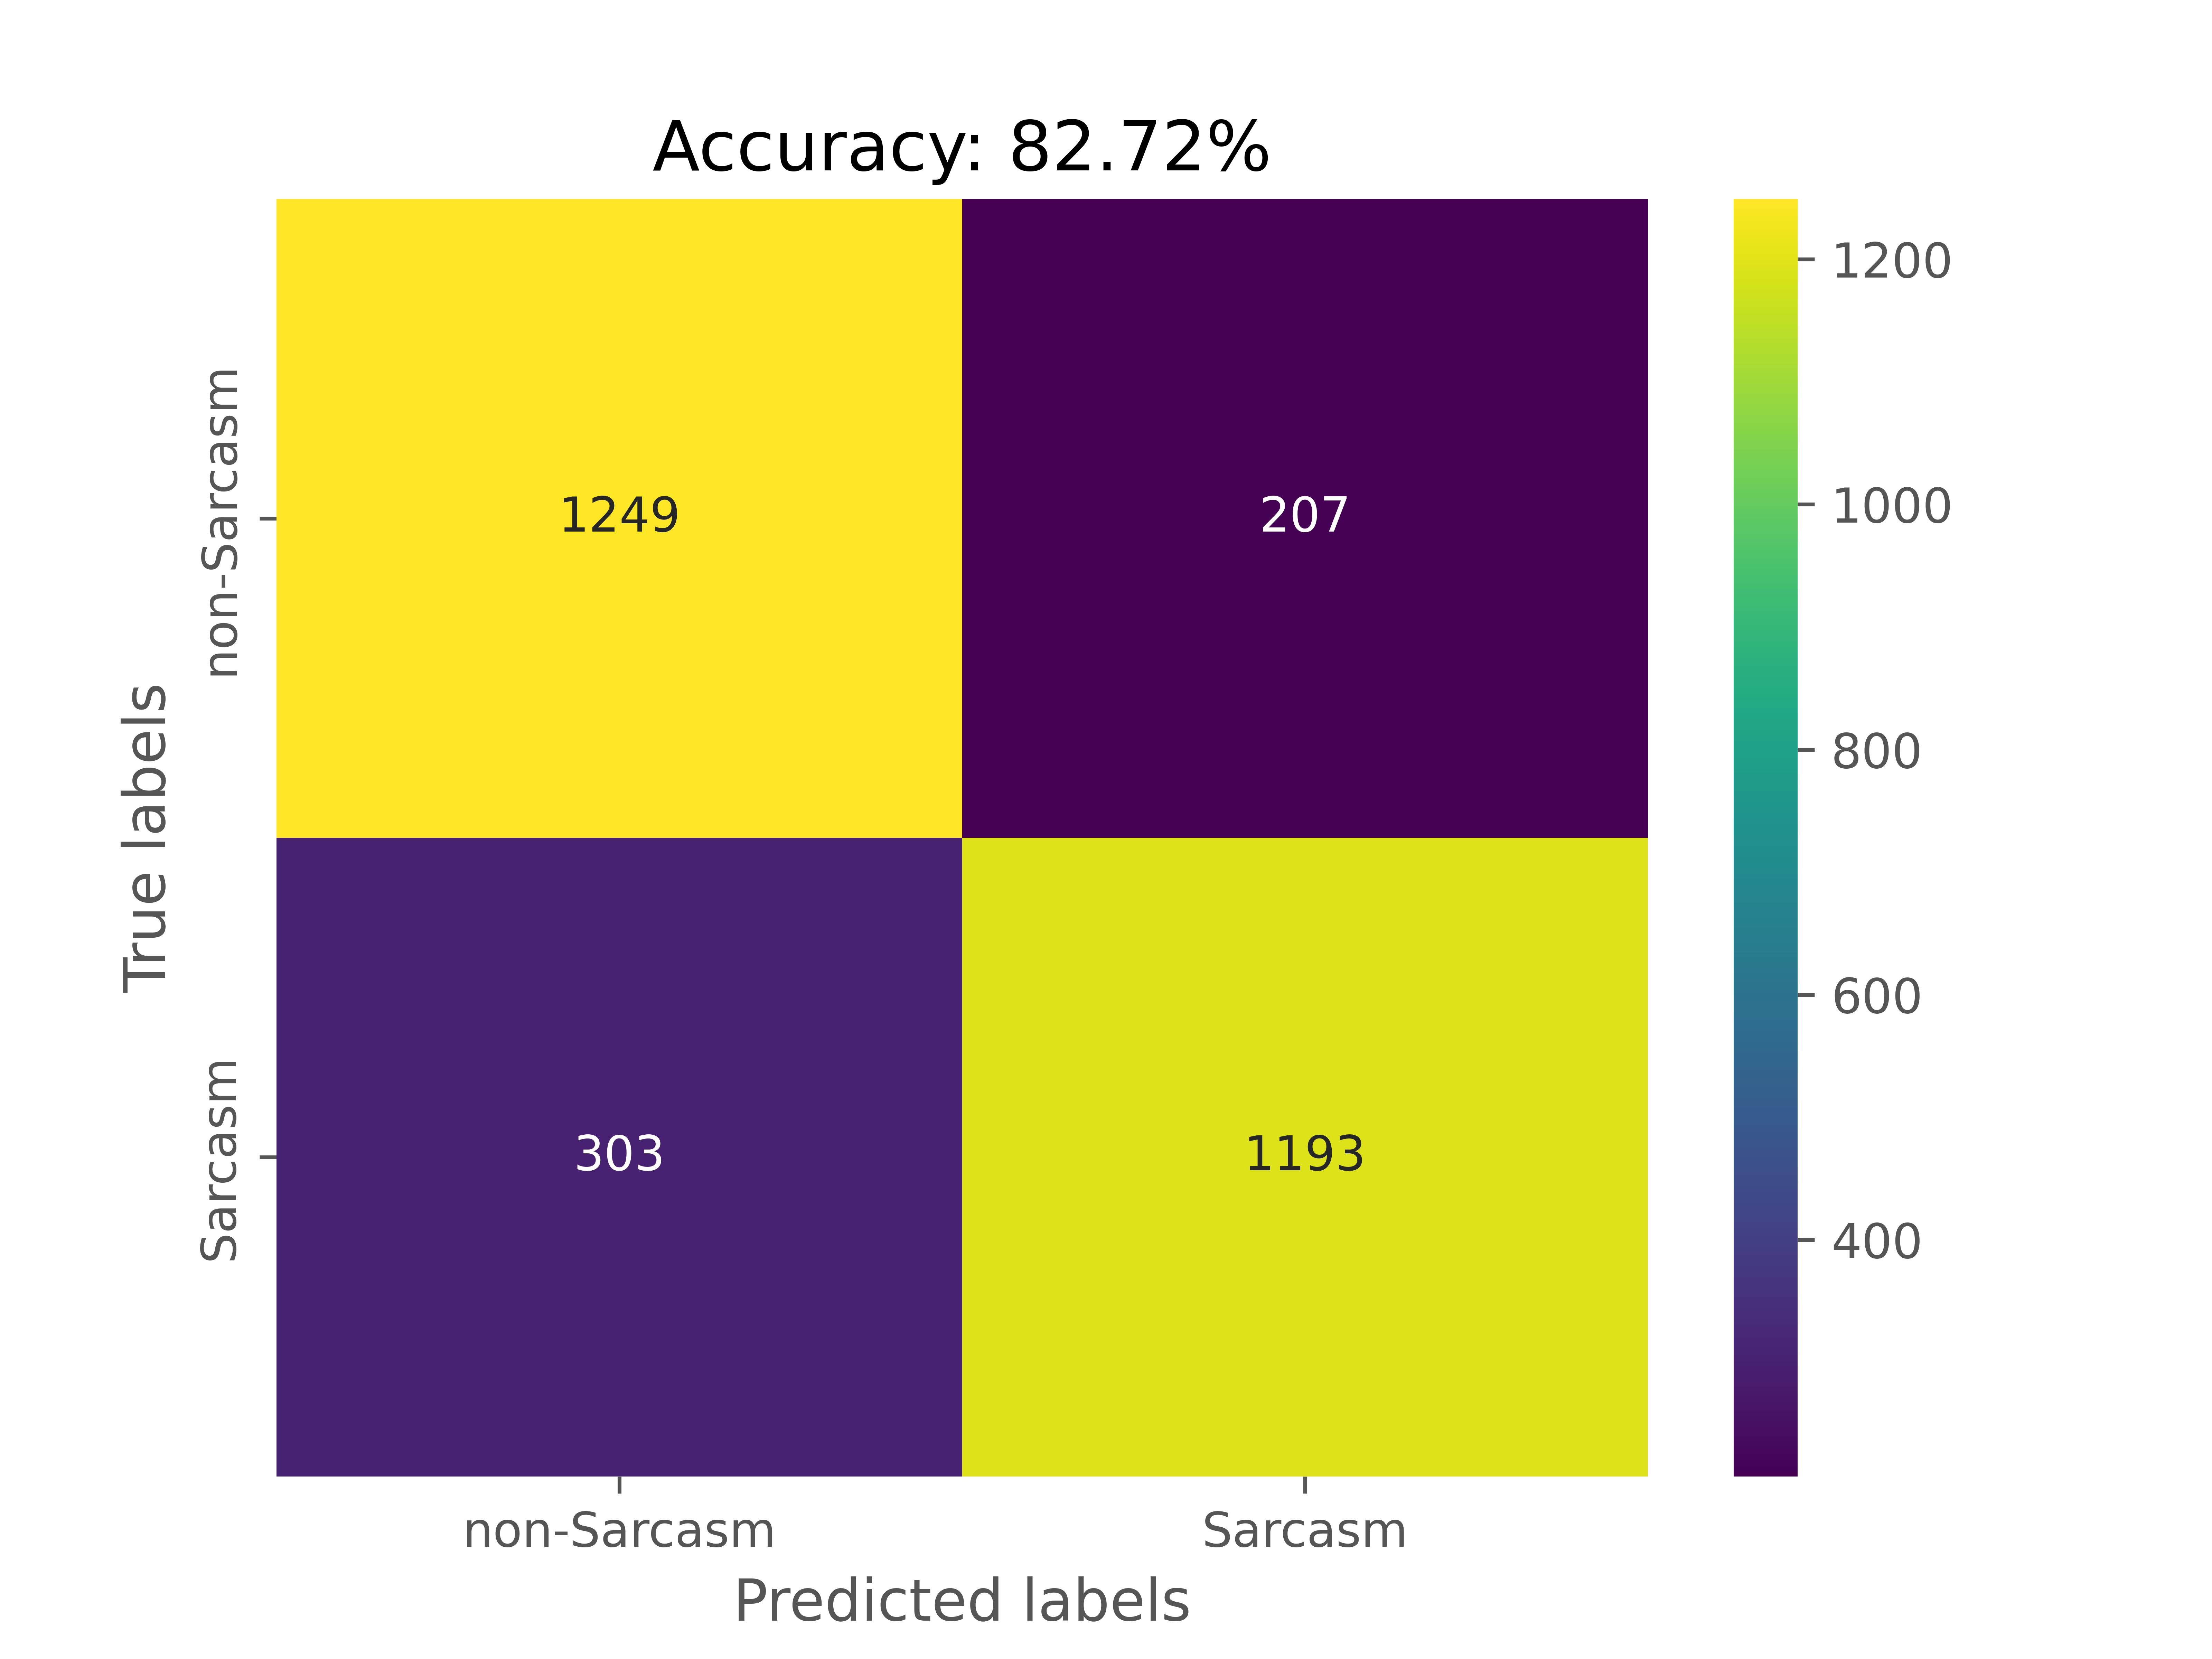 Accuracy: 82.72%
True labels
non-Sarcasm
Sarcasm
1249
207
303
1193
non-Sarcasm
Sarcasm
Predicted labels
1200
1000
800
600
400